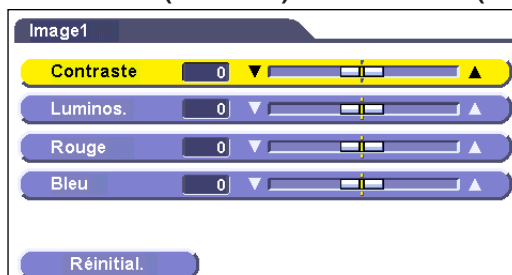 Image1
Contraste 0 ▼ ▲
Luminos. 0 ▼ ▲
Rouge 0 ▼ ▲
Bleu 0 ▼ ▲
Réinitial.